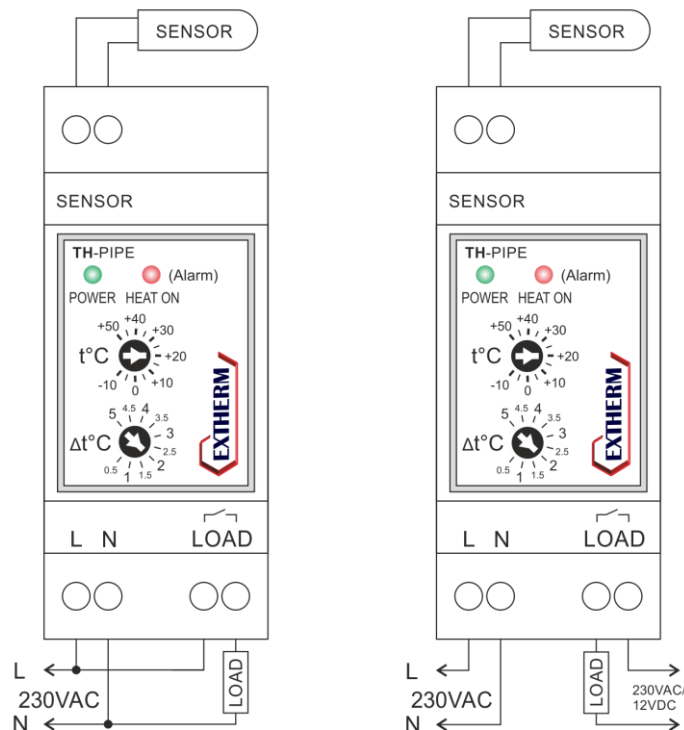 SENSOR
SENSOR
TH-PIPE
(Alarm)
POWER HEAT ON
+50 +40 +30
t°C +20
-10 0 +10
5 4.5 4 3.5
Δt°C 3
2.5
0.5 1 1.5 2
EXTHERM
L N LOAD
L
230VAC
N
LOAD
SENSOR
SENSOR
TH-PIPE
(Alarm)
POWER HEAT ON
+50 +40 +30
t°C +20
-10 0 +10
5 4.5 4 3.5
Δt°C 3
2.5
0.5 1 1.5 2
EXTHERM
L N LOAD
L
230VAC
N
LOAD
230VAC/
12VDC